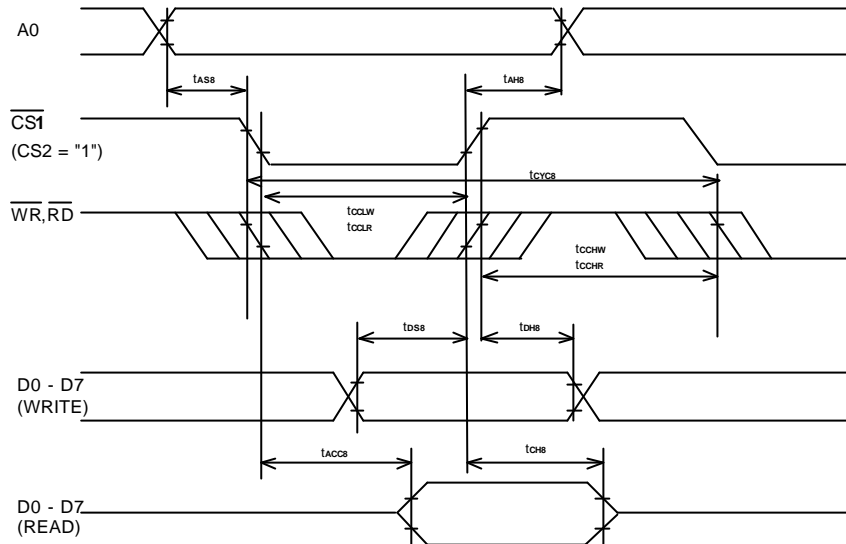 A0
tAS8
tAH8
CS1
(CS2 = "1")
tCYC8
WR,RD
tCCLW
tCCLR
tCCHW
tCCHR
tDS8
tDH8
D0 - D7
(WRITE)
tACC8
tCH8
D0 - D7
(READ)